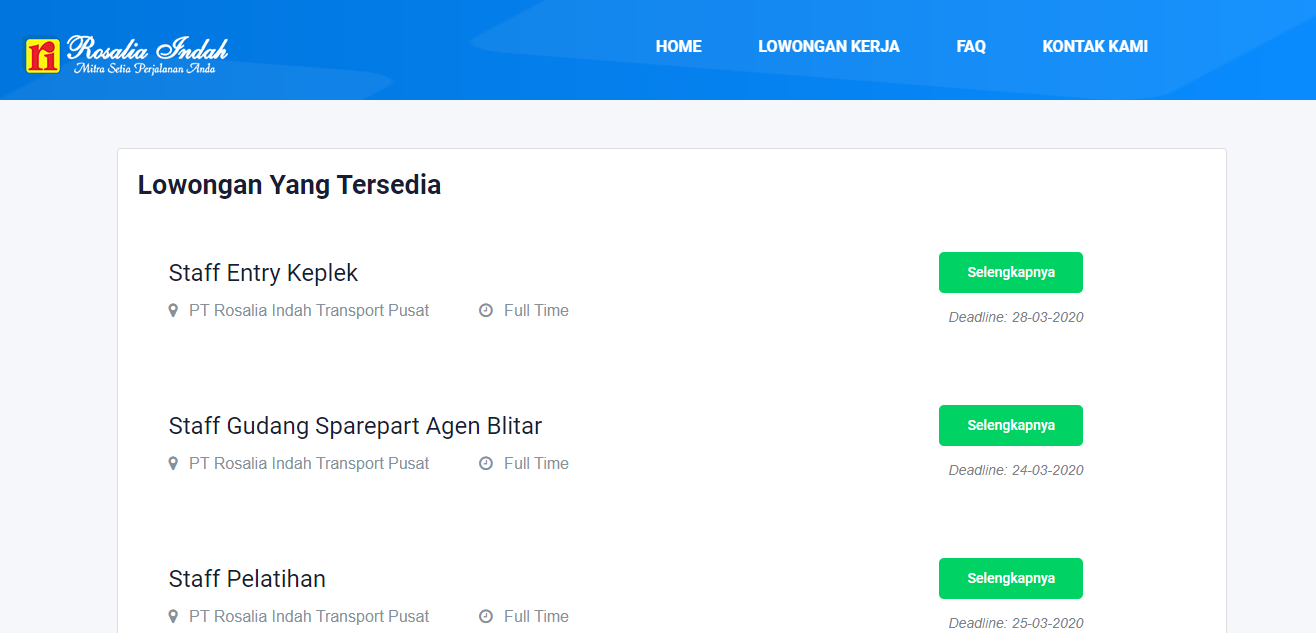 ri Rosalia Indah
Mitra Setia Perjalanan Anda
HOME LOWONGAN KERJA FAQ KONTAK KAMI
Lowongan Yang Tersedia
Staff Entry Keplek
Selengkapnya
PT Rosalia Indah Transport Pusat Full Time
Deadline: 28-03-2020
Staff Gudang Sparepart Agen Blitar
Selengkapnya
PT Rosalia Indah Transport Pusat Full Time
Deadline: 24-03-2020
Staff Pelatihan
Selengkapnya
PT Rosalia Indah Transport Pusat Full Time
Deadline: 25-03-2020